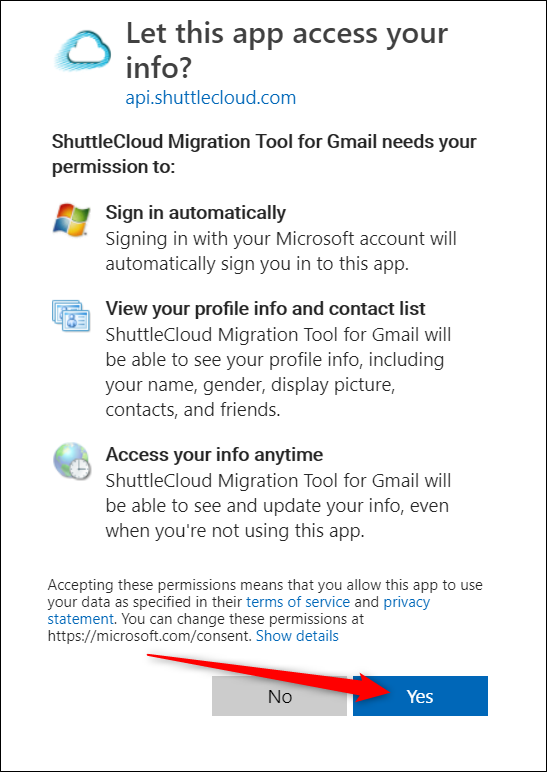 Let this app access your
info?
api.shuttlecloud.com
ShuttleCloud Migration Tool for Gmail needs your
permission to:
Sign in automatically
Signing in with your Microsoft account will
automatically sign you in to this app.
View your profile info and contact list
ShuttleCloud Migration Tool for Gmail will
be able to see your profile info, including
your name, gender, display picture,
contacts, and friends.
Access your info anytime
ShuttleCloud Migration Tool for Gmail will
be able to see and update your info, even
when you're not using this app.
Accepting these permissions means that you allow this app to use
your data as specified in their terms of service and privacy
statement. You can change these permissions at
https://microsoft.com/consent. Show details
No
Yes